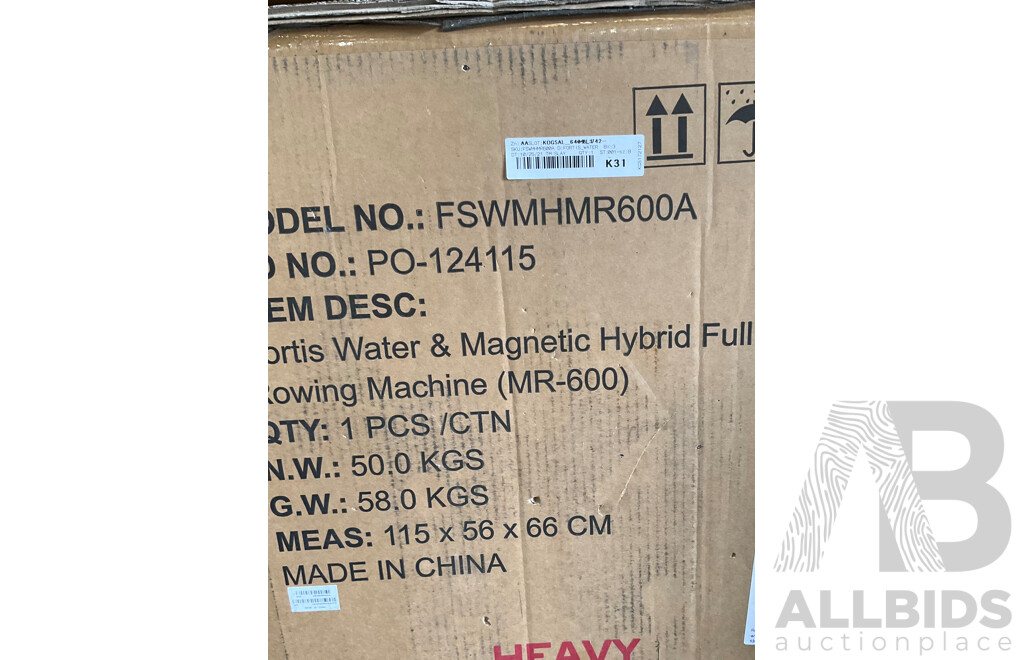 K31
ODEL NO.: FSWMHMR600A
O NO.: PO-124115
EM DESC:
ortis Water & Magnetic Hybrid Full
Rowing Machine (MR-600)
QTY: 1 PCS /CTN
N.W.: 50.0 KGS
G.W.: 58.0 KGS
MEAS: 115 x 56 x 66 CM
MADE IN CHINA
HEAVY
AB
ALLBIDS
auctionplace